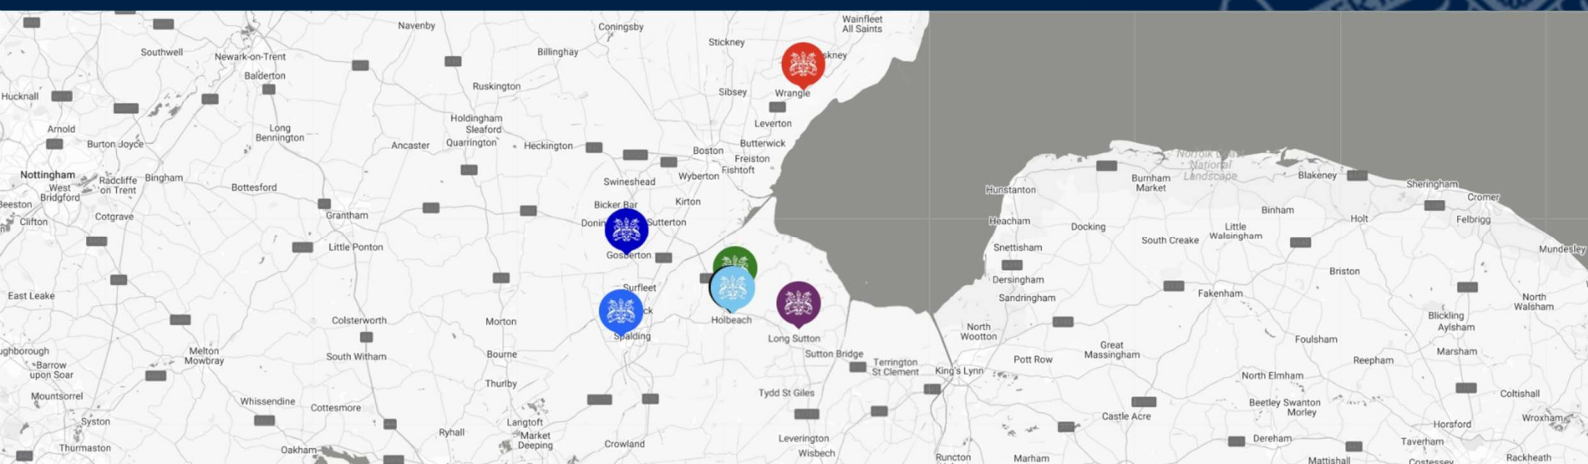 Navenby
Coningsby
Wainfleet
All Saints
Stickney
Southwell
Newark-on-Trent
Billinghay
skney
Balderton
Ruskington
Hucknall
Sibsey
Wrangle
Leverton
Arnold
Long
Bennington
Holdingham
Sleaford
Burton Joyce
Ancaster
Quarrington
Heckington
Boston
Butterwick
Freiston
Fishtoft
Nottingham
West
Bridgford
Radcliffe
on Trent
Bingham
Bottesford
Swineshead
Wyberton
National
Landscape
Burnham
Market
Blakeney
Hunstanton
Sheringham
Cromer
Beeston
Clifton
Cotgrave
Grantham
Bicker Bar
Kirton
Sutterton
Heacham
Docking
Binham
Holt
Felbrigg
Little Ponton
Gosberton
Snettisham
South Creake
Little
Walsingham
Mundesley
Dersingham
Sandringham
Fakenham
Briston
East Leake
Surfleet
North
Walsham
Colsterworth
Morton
Spalding
Holbeach
Long Sutton
North
Wootton
Blickling
Aylsham
Foulsham
ughborough
Barrow
upon Soar
Melton
Mowbray
South Witham
Bourne
Sutton Bridge
Terrington
St Clement
King's Lynn
Pott Row
Great
Massingham
Reepham
Marsham
Mountsorrel
Thurlby
Tydd St Giles
North Elmham
Coltishall
Whissendine
Cottesmore
Castle Acre
Beetley
Swanton
Morley
Wroxham
Syston
Langtoft
Market
Deeping
Ryhall
Crowland
Leverington
Wisbech
Horsford
Taverham
Dereham
Thurmaston
Oakham
Runcton
Marham
Mattishall
Costessey
Rackheath